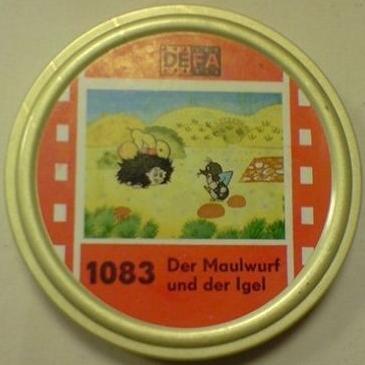 DEFA
1083 Der Maulwurf
und der Igel